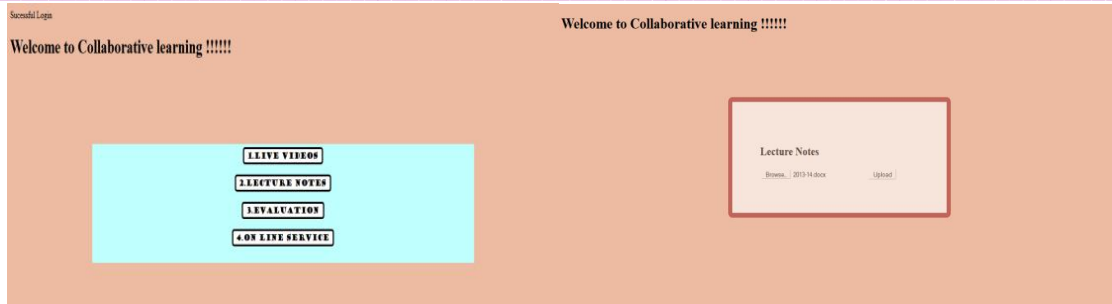 Sucessful Login
Welcome to Collaborative learning !!!!!!
1.LIVE VIDEOS
2.LECTURE NOTES
3.EVALUATION
4.ON LINE SERVICE
Welcome to Collaborative learning !!!!!!
Lecture Notes
Browse_ 2013-14.docx Upload